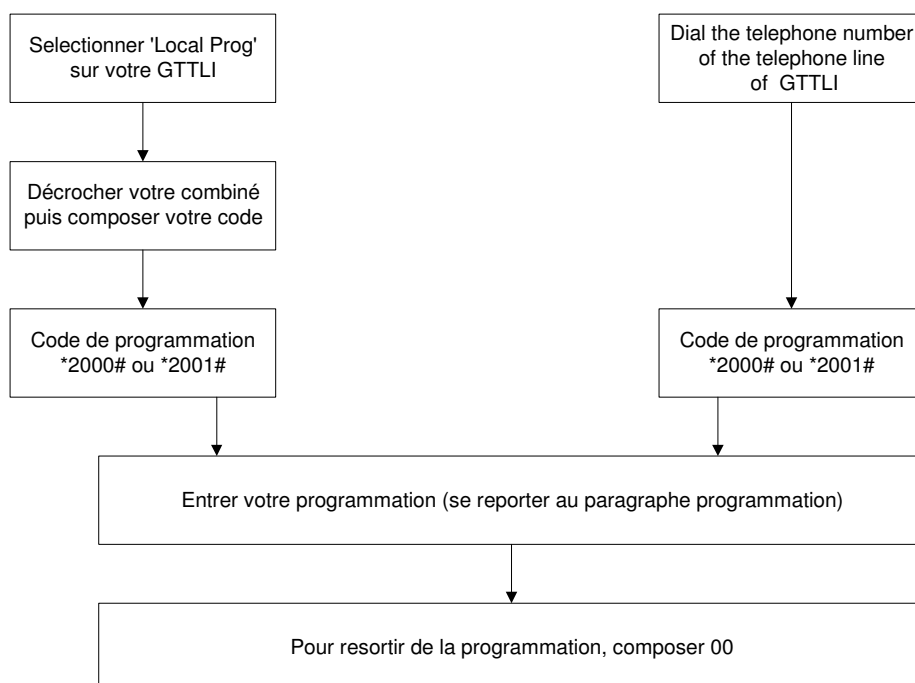 Selectionner 'Local Prog'
sur votre GTTLI
Dial the telephone number
of the telephone line
of GTTLI
Décrocher votre combiné
puis composer votre code
Code de programmation
*2000# ou *2001#
Code de programmation
*2000# ou *2001#
Entrer votre programmation (se reporter au paragraphe programmation)
Pour resortir de la programmation, composer 00